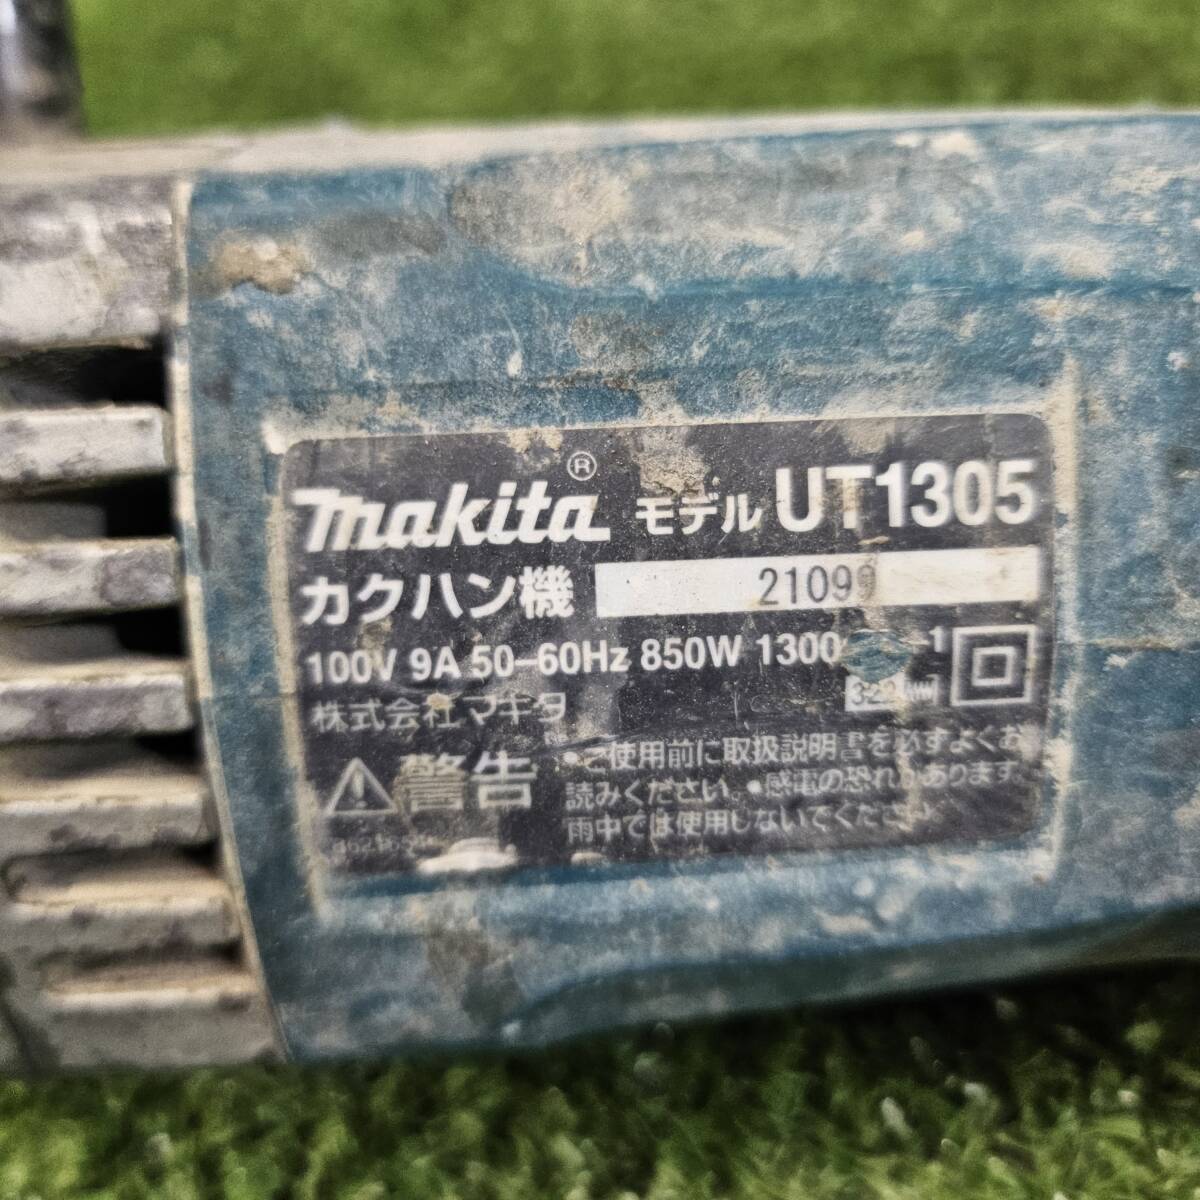 makita® モデル UT1305
カクハン機 21099
100V 9A 50-60Hz 850W 1300 -1
株式会社マキタ
警告 •ご使用前に取扱説明書を必ずよくお
読みください。•感電の恐れがあります
雨中では使用しないでください